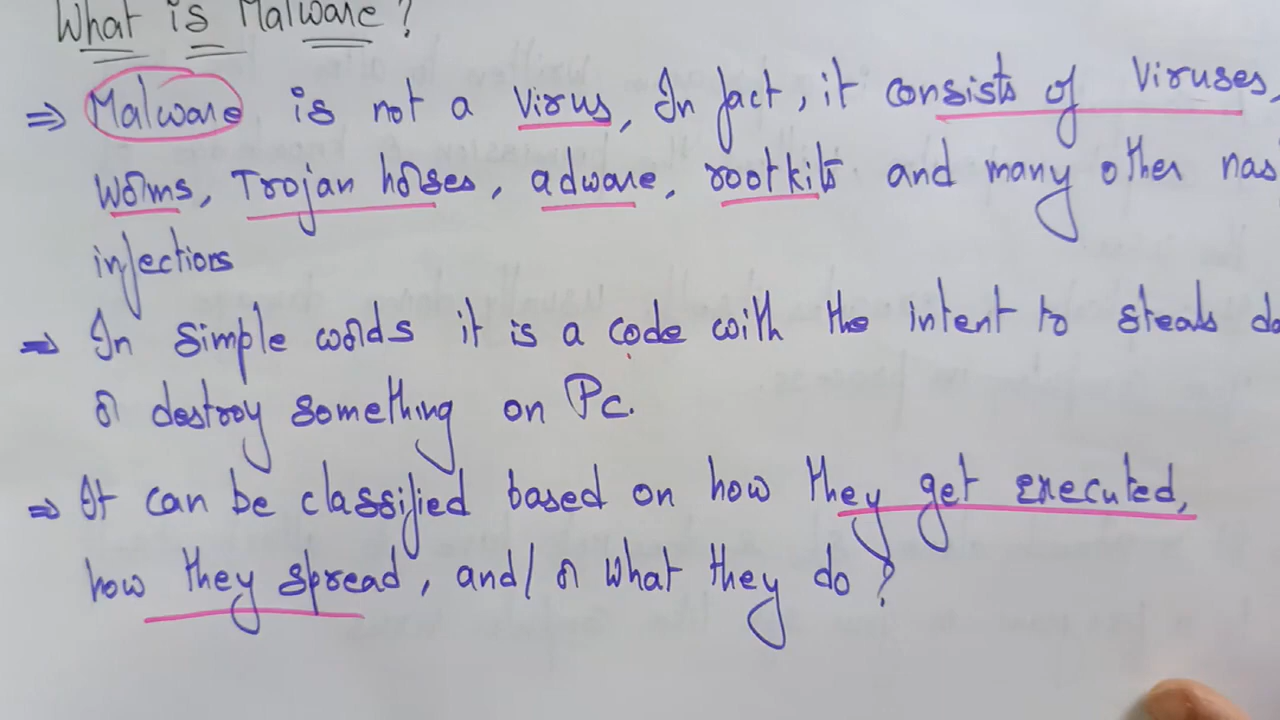 What is Malware?
⇒ Malware is not a Virus, In fact, it consists of Viruses,
worms, Trojan horses, adware, rootkits and many other nas
injections
⇒ In simple words it is a code with the intent to steals da
or destroy something on Pc.
⇒ It can be classified based on how they get executed,
how they spread, and/or what they do?